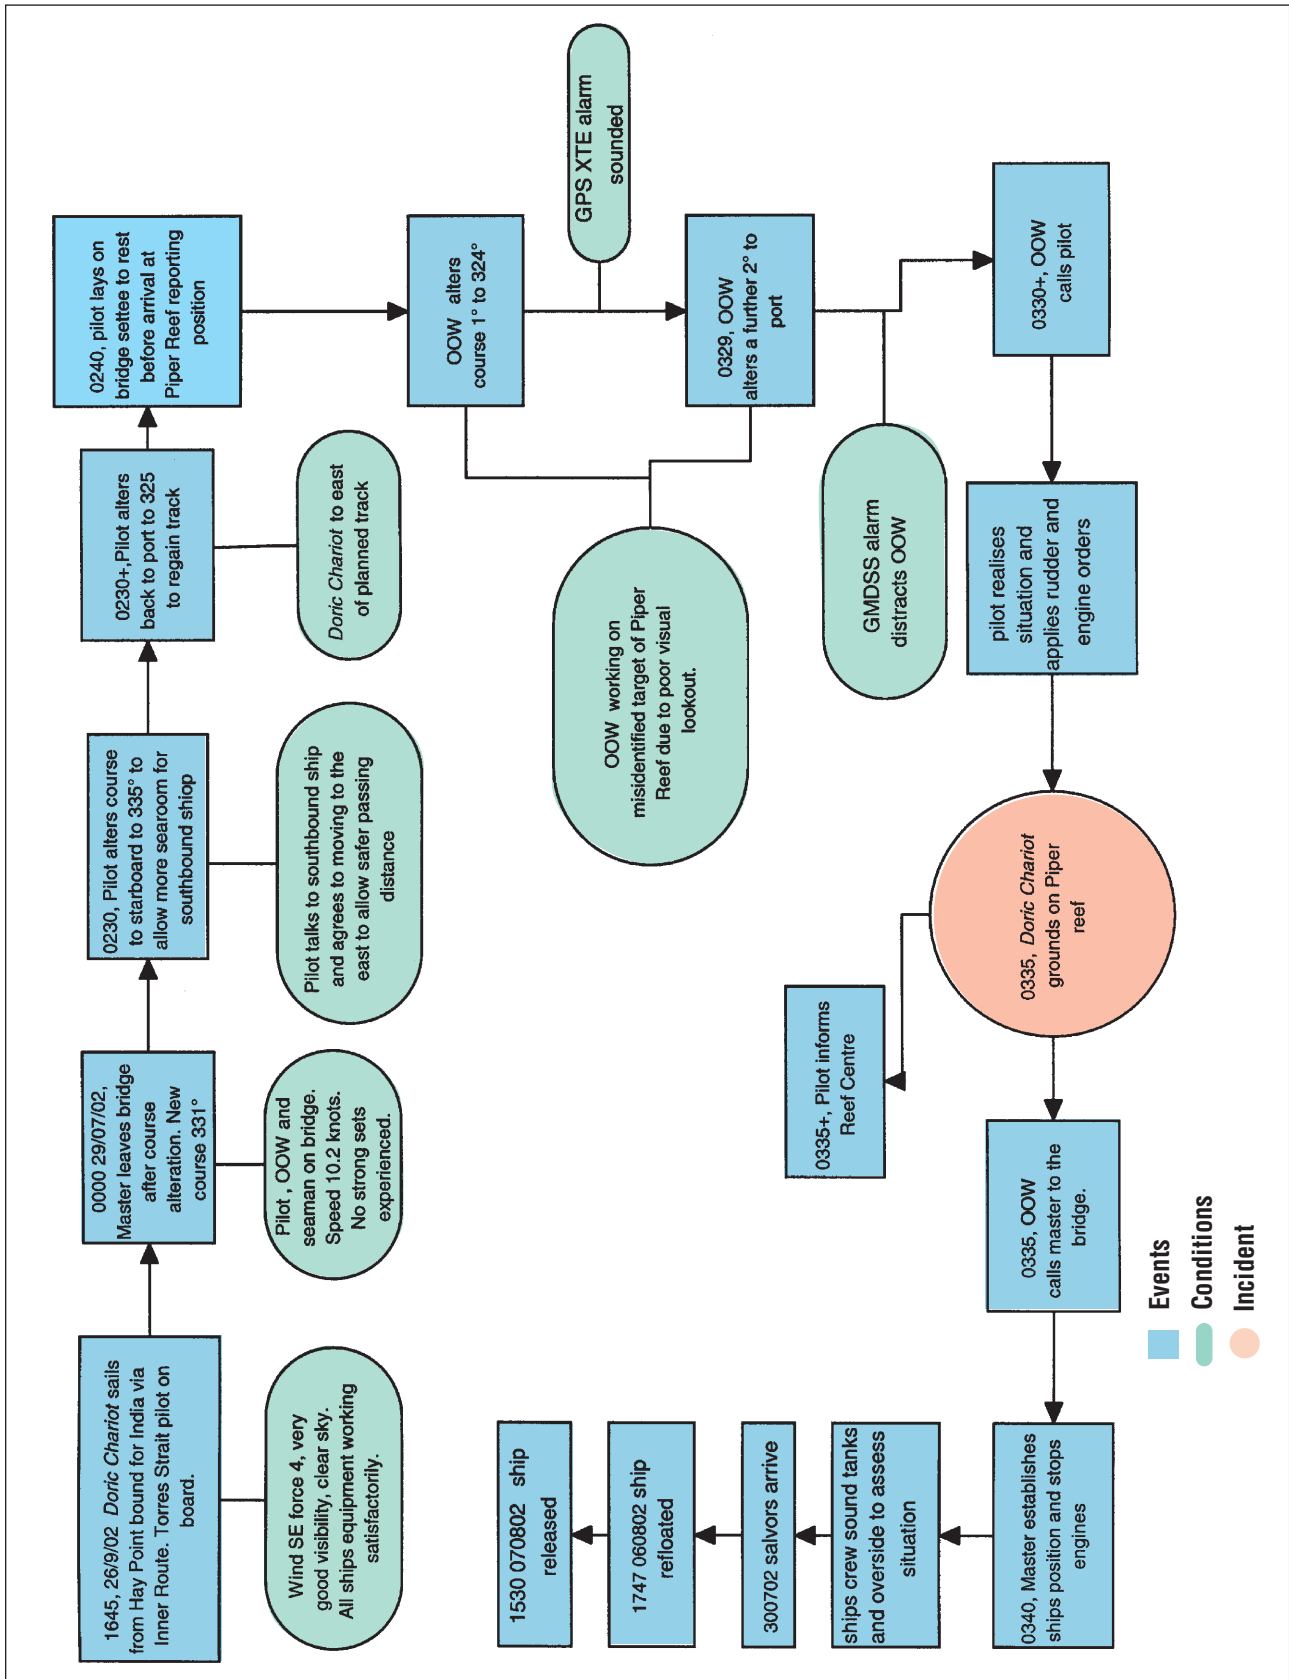 1645, 26/9/02 Doric Chariot sails
from Hay Point bound for India via
Inner Route. Torres Strait pilot on
board.
Wind SE force 4, very
good visibility, clear sky.
All ships equipment working
satisfactorily.
0000 29/07/02,
Master leaves bridge
after course
alteration. New
course 331°
Pilot , OOW and
seaman on bridge.
Speed 10.2 knots.
No strong sets
experienced.
0230, Pilot alters course
to starboard to 335° to
allow more searoom for
southbound shiop
Pilot talks to southbound ship
and agrees to moving to the
east to allow safer passing
distance
0230+,Pilot alters
back to port to 325
to regain track
Doric Chariot to east
of planned track
0240, pilot lays on
bridge settee to rest
before arrival at
Piper Reef reporting
position
OOW alters
course 1° to 324°
GPS XTE alarm
sounded
OOW working on
misidentified target of Piper
Reef due to poor visual
lookout.
0329, OOW
alters a further 2° to
port
GMDSS alarm
distracts OOW
0330+, OOW
calls pilot
pilot realises
situation and
applies rudder and
engine orders
0335, Doric Chariot
grounds on Piper
reef
0335+, Pilot informs
Reef Centre
0335, OOW
calls master to the
bridge.
0340, Master establishes
ships position and stops
engines
ships crew sound tanks
and overside to assess
situation
300702 salvors arrive
1747 060802 ship
refloated
1530 070802 ship
released
Events
Conditions
Incident